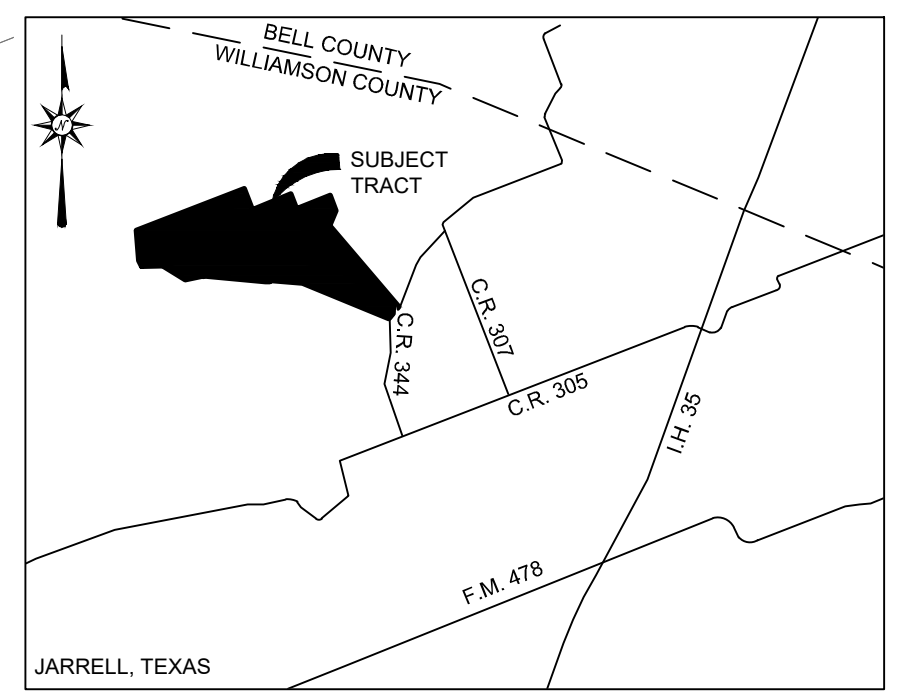 BELL COUNTY
WILLIAMSON COUNTY
N
SUBJECT
TRACT
C.R. 307
C.R. 344
C.R. 305
I.H. 35
F.M. 478
JARRELL, TEXAS